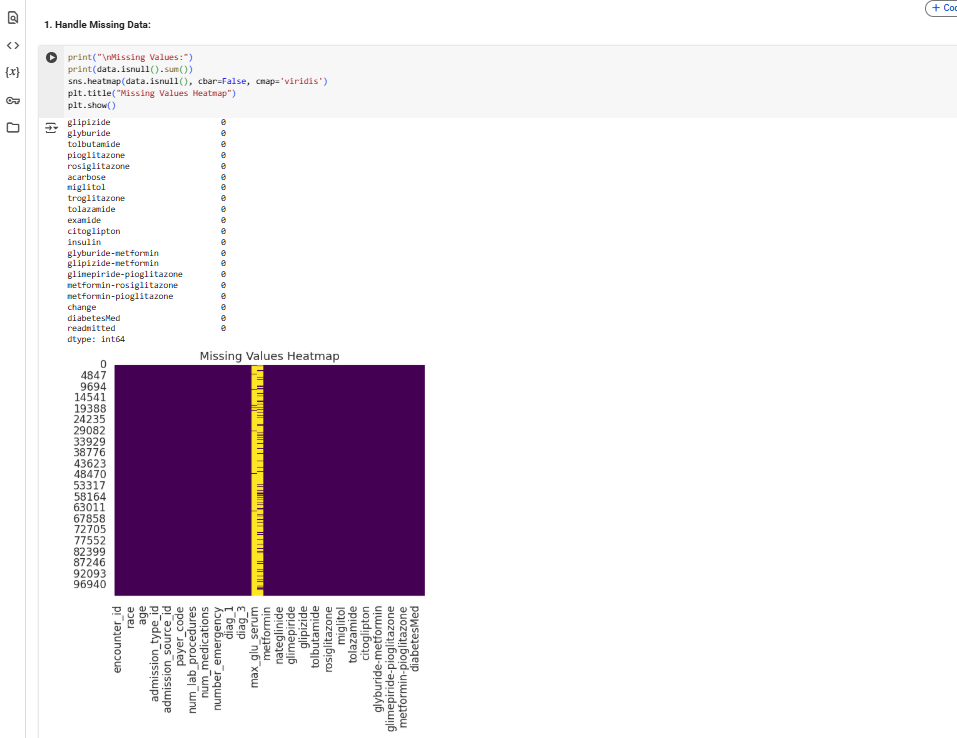 + Coc
1. Handle Missing Data:
{x}
print("\nMissing Values:")
print(data.isnull().sum())
sns.heatmap(data.isnull(), cbar=False, cmap='viridis')
plt.title("Missing Values Heatmap")
plt.show()
glipizide 0
glyburide 0
tolbutamide 0
pioglitazone 0
rosiglitazone 0
acarbose 0
miglitol 0
troglitazone 0
tolazamide 0
examide 0
citoglipton 0
insulin 0
glyburide-metformin 0
glipizide-metformin 0
glimepiride-pioglitazone 0
metformin-rosiglitazone 0
metformin-pioglitazone 0
change 0
diabetesMed 0
readmitted 0
dtype: int64
Missing Values Heatmap
0
4847
9694
14541
19388
24235
29082
33929
38776
43623
48470
53317
58164
63011
67858
72705
77552
82399
87246
92093
96940
encounter_id
race
age
admission_type_id
admission_source_id
payer_code
num_lab_procedures
num_medications
number_emergency
diag_1
diag_3
max_glu_serum
metformin
nateglinide
glimepiride
glipizide
tolbutamide
rosiglitazone
miglitol
tolazamide
citoglipton
glyburide-metformin
glimepiride-pioglitazone
metformin-pioglitazone
diabetesMed